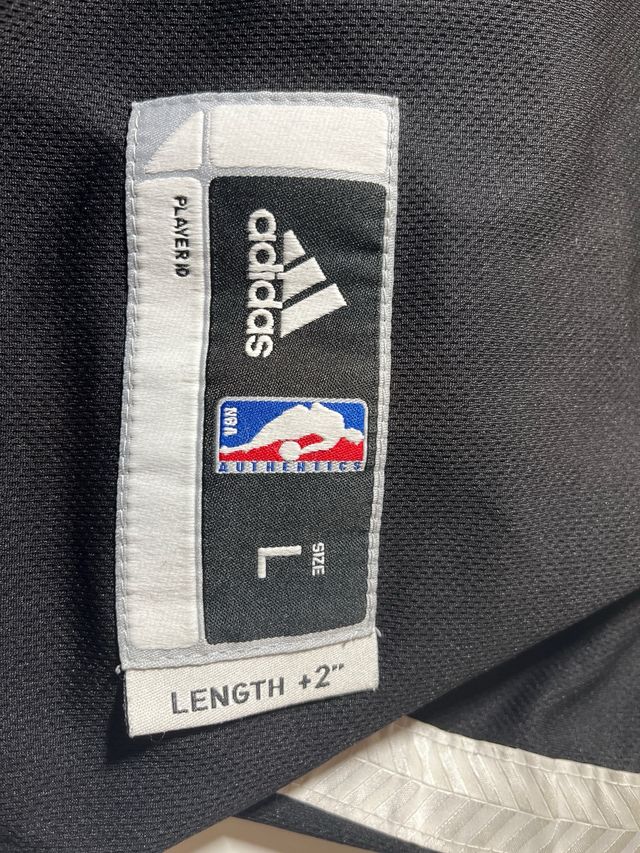 PLAYER ID
adidas
NBA
AUTHENTICS
SIZE
L
LENGTH +2"